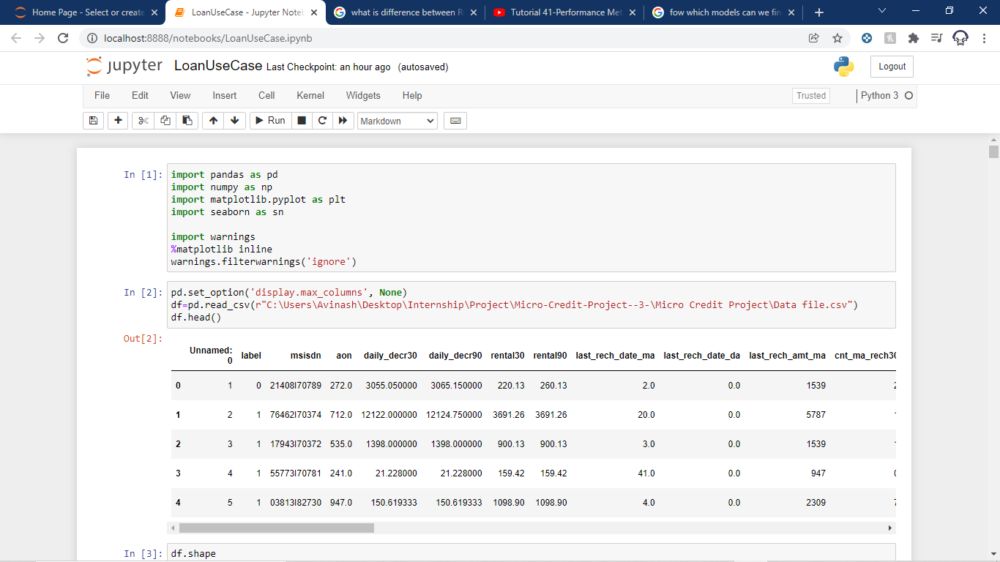 Home Page - Select or create
LoanUseCase - Jupyter Note
what is difference between R
Tutorial 41-Performance Met
fow which models can we fin
localhost:8888/notebooks/LoanUseCase.ipynb
jupyter LoanUseCase Last Checkpoint: an hour ago (autosaved)
Logout
File Edit View Insert Cell Kernel Widgets Help
Trusted
Python 3
Run
Markdown
In [1]:
import pandas as pd
import numpy as np
import matplotlib.pyplot as plt
import seaborn as sn
import warnings
%matplotlib inline
warnings.filterwarnings('ignore')
In [2]:
pd.set_option('display.max_columns', None)
df=pd.read_csv(r"C:\Users\Avinash\Desktop\Internship\Project\Micro-Credit-Project--3-\Micro Credit Project\Data file.csv")
df.head()
Out[2]:
Unnamed: 0 label msisdn aon daily_decr30 daily_decr90 rental30 rental90 last_rech_date_ma last_rech_date_da last_rech_amt_ma cnt_ma_rech30
0 1 0 21408I70789 272.0 3055.050000 3065.150000 220.13 260.13 2.0 0.0 1539
1 2 1 76462I70374 712.0 12122.000000 12124.750000 3691.26 3691.26 20.0 0.0 5787
2 3 1 17943I70372 535.0 1398.000000 1398.000000 900.13 900.13 3.0 0.0 1539
3 4 1 55773I70781 241.0 21.228000 21.228000 159.42 159.42 41.0 0.0 947
4 5 1 03813I82730 947.0 150.619333 150.619333 1098.90 1098.90 4.0 0.0 2309
In [3]:
df.shape